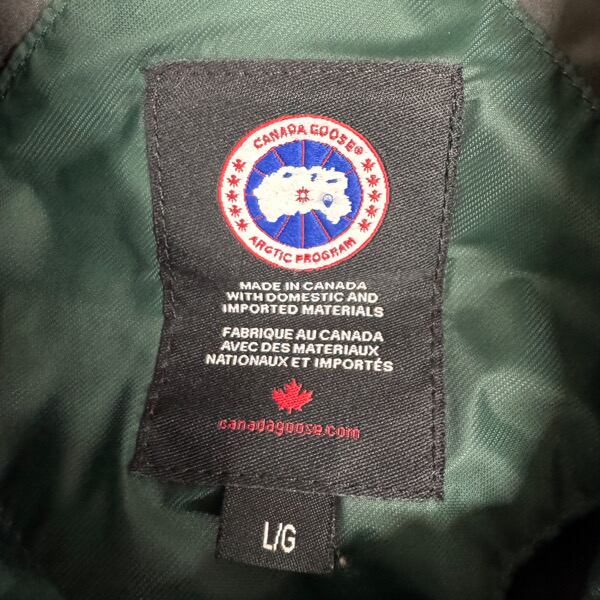 CANADA GOOSE®
ARCTIC PROGRAM
MADE IN CANADA
WITH DOMESTIC AND
IMPORTED MATERIALS
FABRIQUE AU CANADA
AVEC DES MATERIAUX
NATIONAUX ET IMPORTÉS
canadagoose.com
L/G